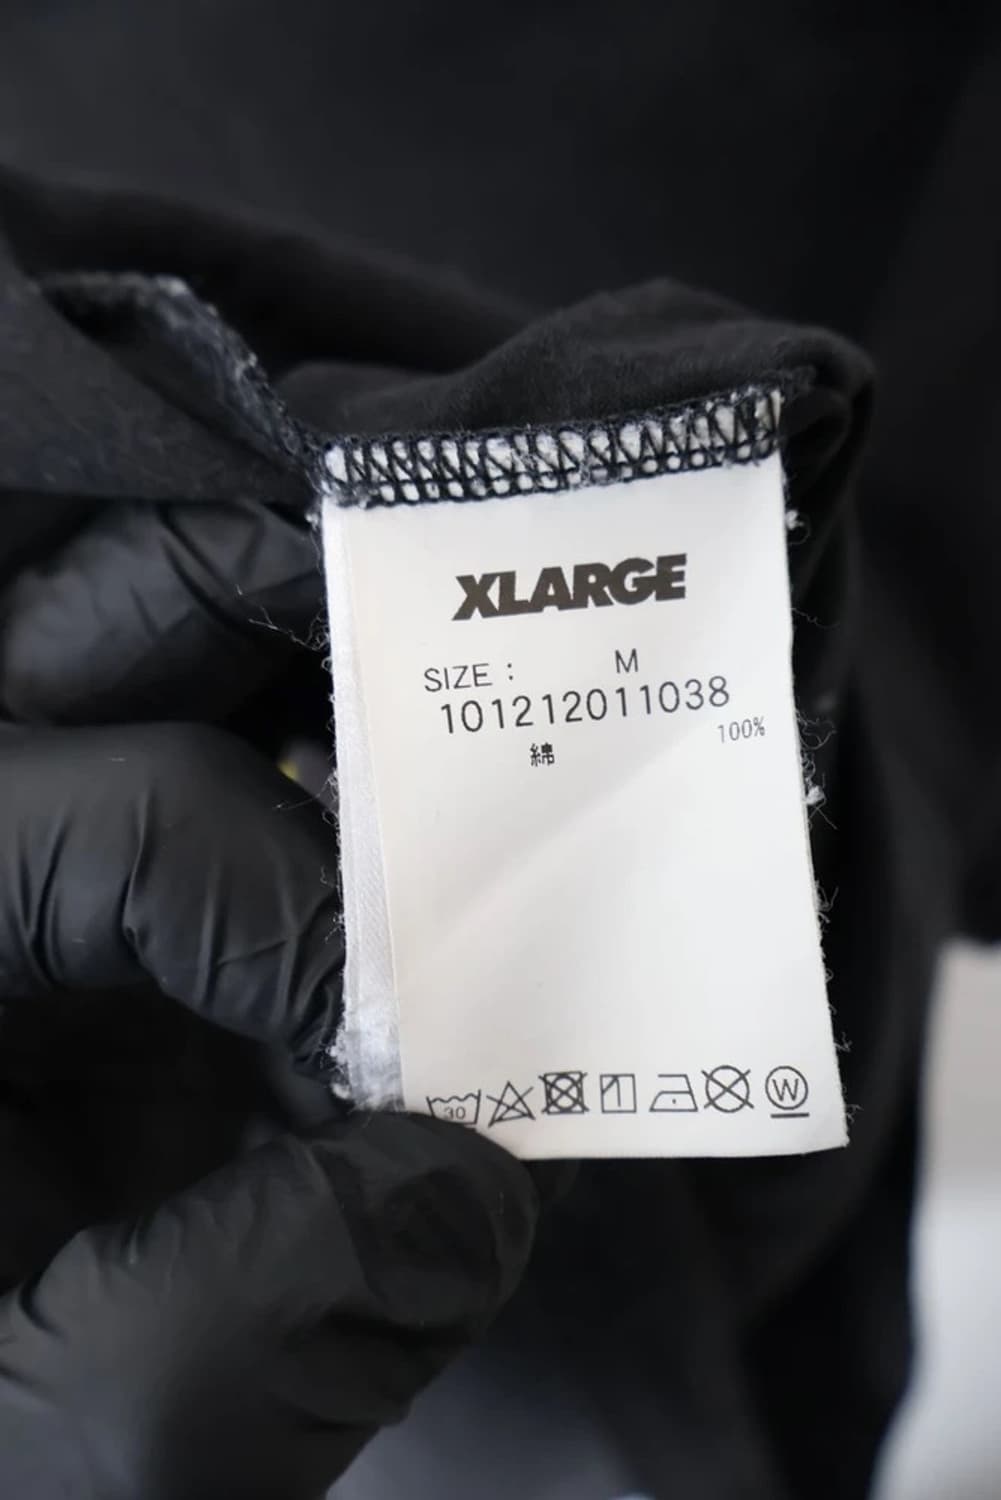 XLARGE
SIZE : M
101212011038
綿 100%
30
W